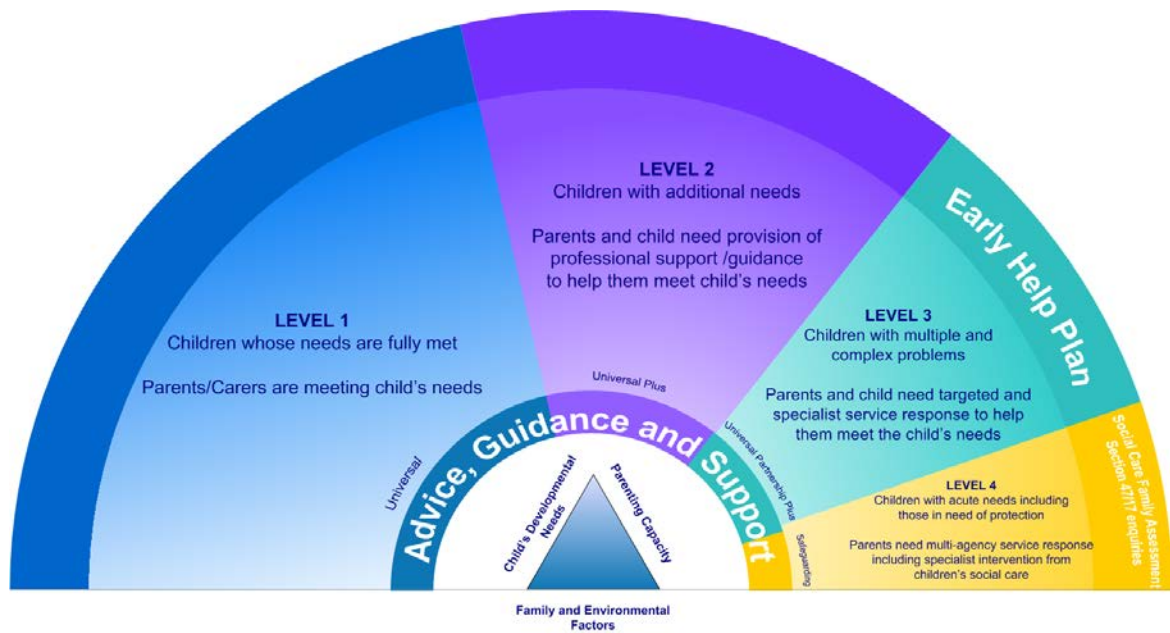 LEVEL 1
Children whose needs are fully met
Parents/Carers are meeting child's needs
LEVEL 2
Children with additional needs
Parents and child need provision of
professional support /guidance
to help them meet child's needs
LEVEL 3
Children with multiple and
complex problems
Parents and child need targeted and
specialist service response to help
them meet the child's needs
LEVEL 4
Children with acute needs including
those in need of protection
Parents need multi-agency service response
including specialist intervention from
children's social care
Early Help Plan
Social Care Family Assessment
Section 47/17 enquiries
Universal
Universal Plus
Universal Partnership Plus
Safeguarding
Advice, Guidance and Support
Child's Developmental
Needs
Parenting Capacity
Family and Environmental
Factors